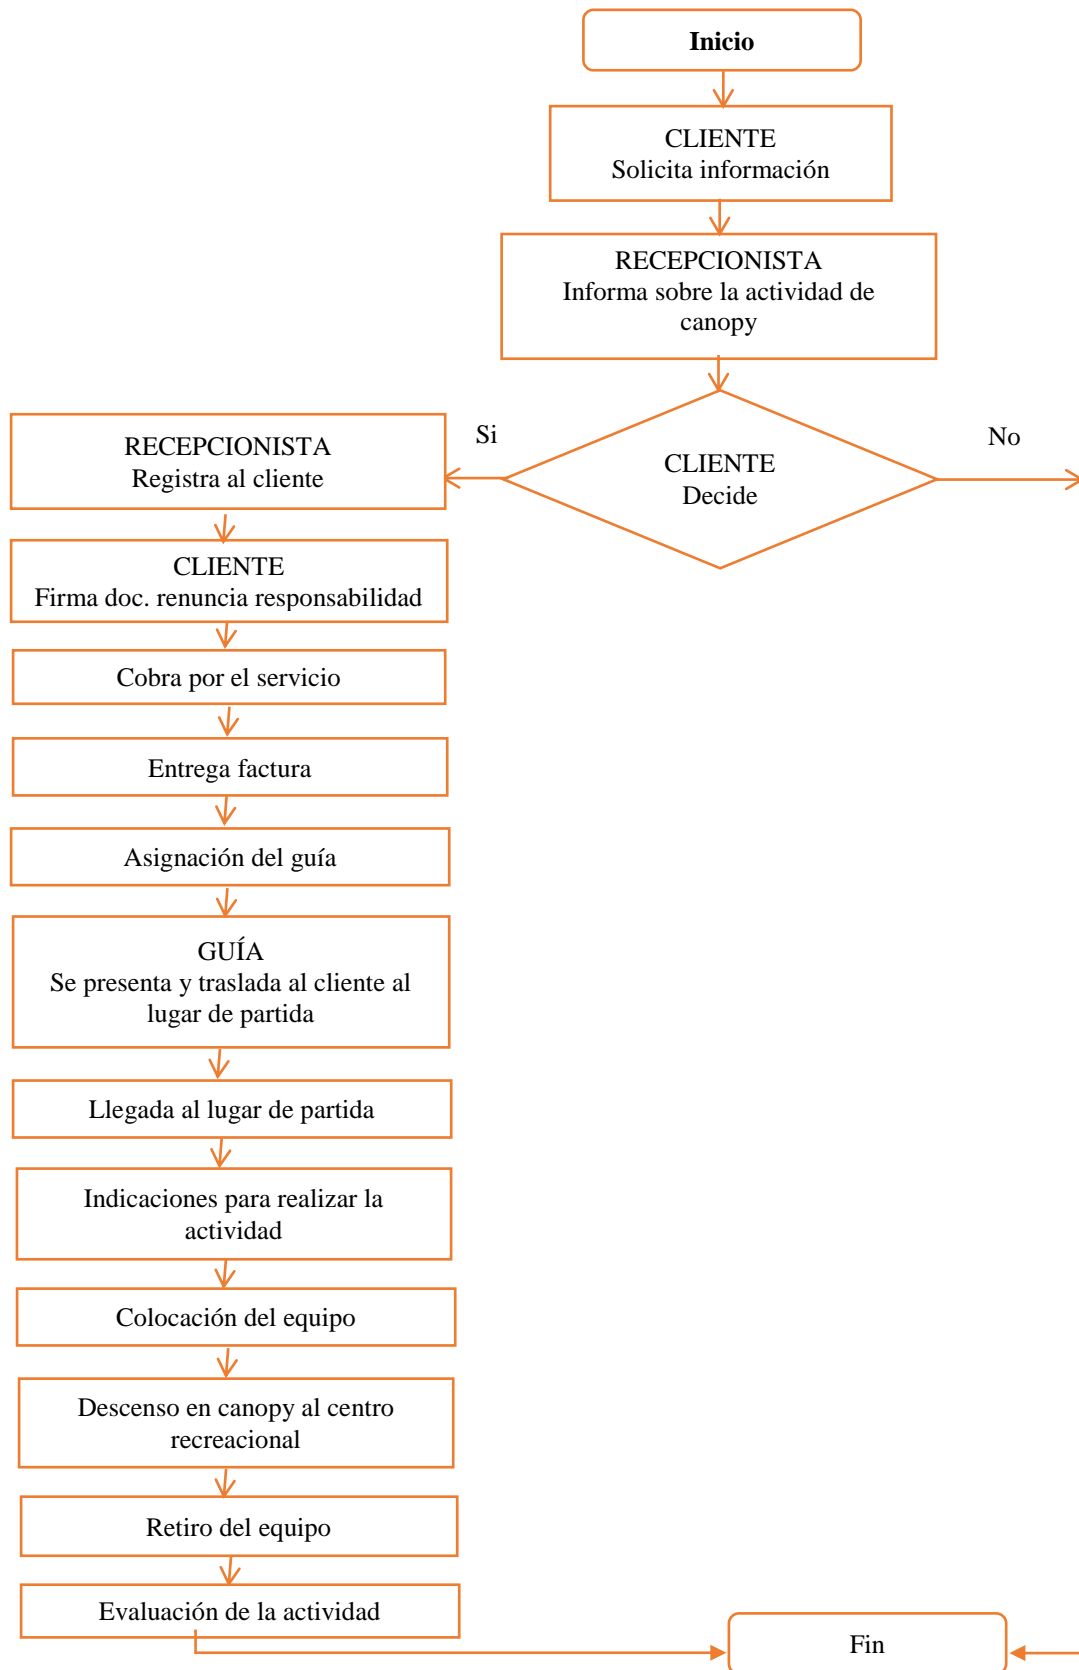 Inicio
CLIENTE
Solicita información
RECEPCIONISTA
Informa sobre la actividad de
canopy
CLIENTE
Decide
Si
No
RECEPCIONISTA
Registra al cliente
CLIENTE
Firma doc. renuncia responsabilidad
Cobra por el servicio
Entrega factura
Asignación del guía
GUÍA
Se presenta y traslada al cliente al
lugar de partida
Llegada al lugar de partida
Indicaciones para realizar la
actividad
Colocación del equipo
Descenso en canopy al centro
recreacional
Retiro del equipo
Evaluación de la actividad
Fin